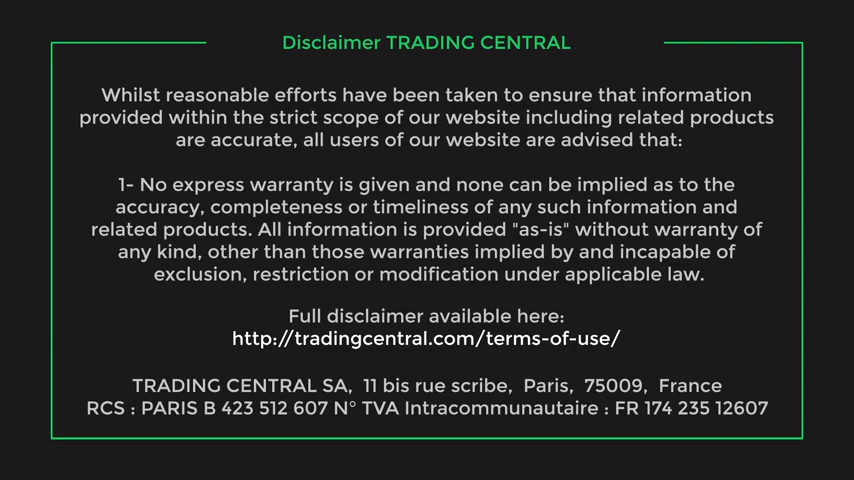 Disclaimer TRADING CENTRAL
Whilst reasonable efforts have been taken to ensure that information
provided within the strict scope of our website including related products
are accurate, all users of our website are advised that:
1- No express warranty is given and none can be implied as to the
accuracy, completeness or timeliness of any such information and
related products. All information is provided "as-is" without warranty of
any kind, other than those warranties implied by and incapable of
exclusion, restriction or modification under applicable law.
Full disclaimer available here:
http://tradingcentral.com/terms-of-use/
TRADING CENTRAL SA, 11 bis rue scribe, Paris, 75009, France
RCS : PARIS B 423 512 607 N° TVA Intracommunautaire : FR 174 235 12607